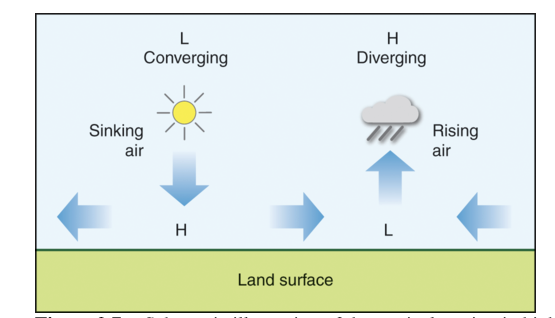 L
Converging
H
Diverging
Sinking
air
Rising
air
H
L
Land surface